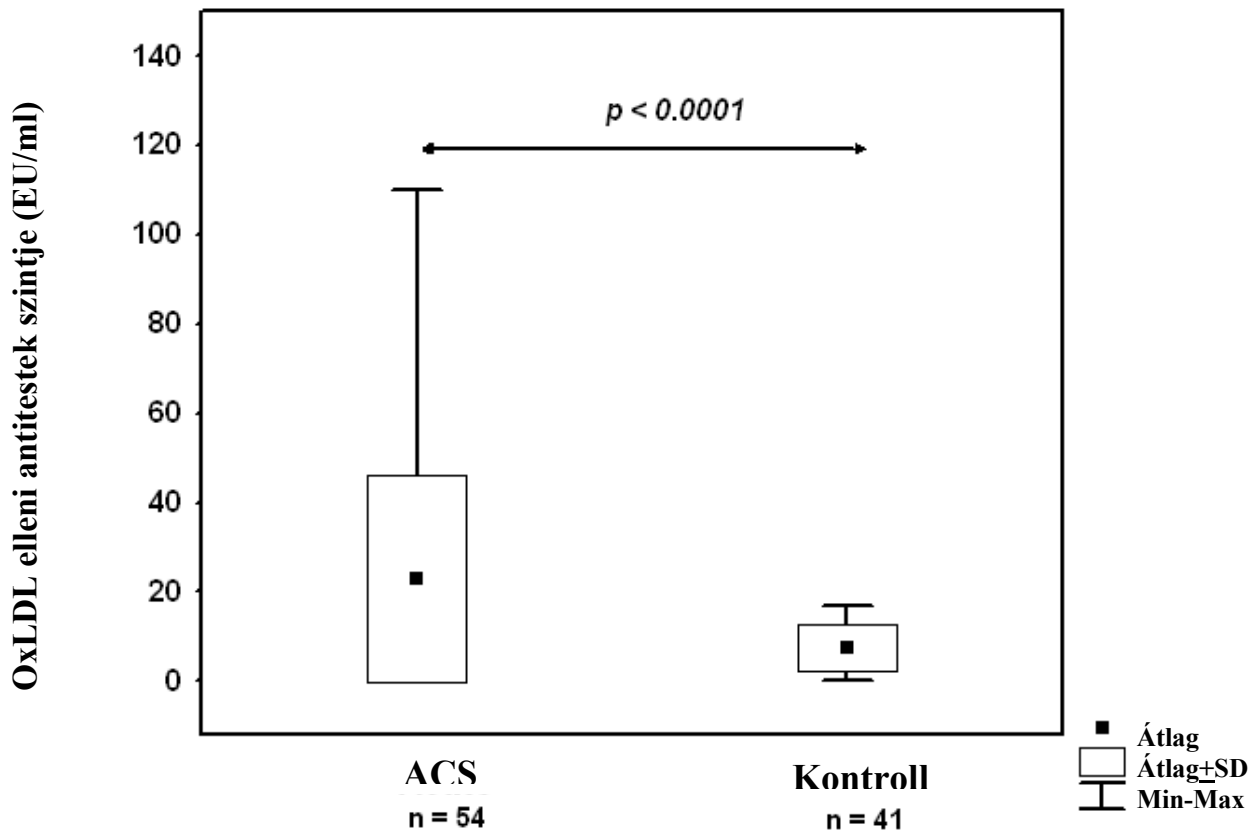 OxLDL elleni antitestek szintje (EU/ml)
140
120
100
80
60
40
20
0
p < 0.0001
ACS
n = 54
Kontroll
n = 41
Átlag
Átlag±SD
Min-Max